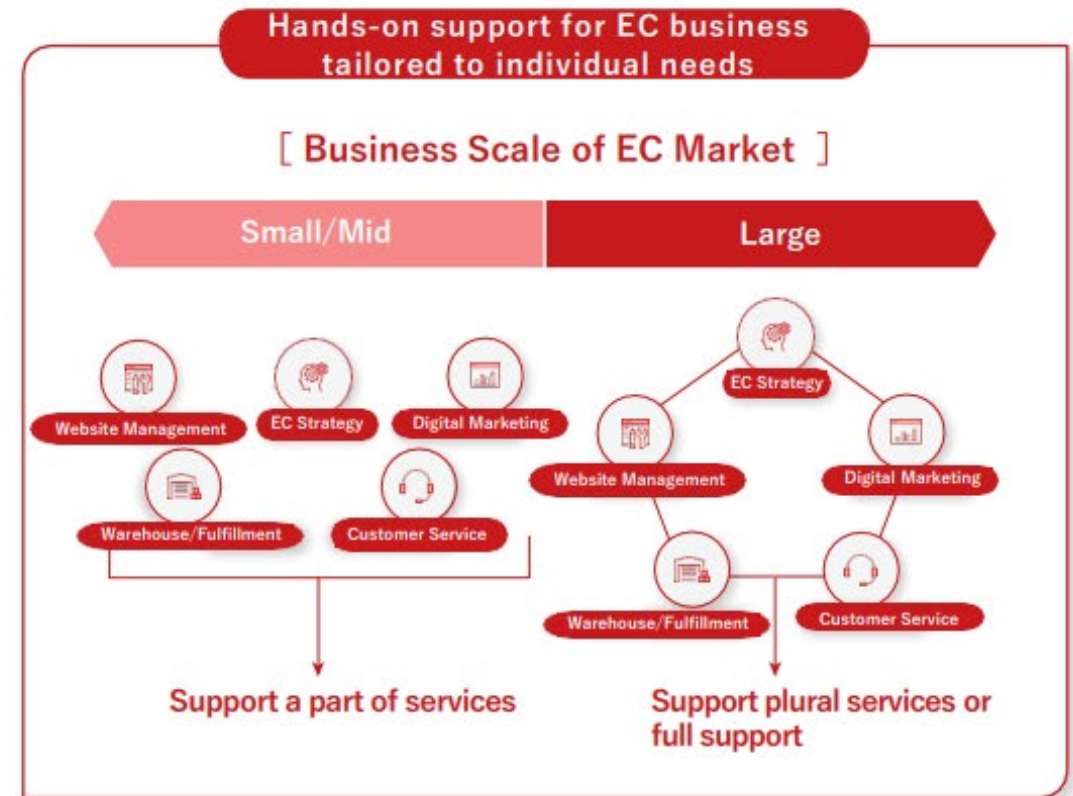 Hands-on support for EC business
tailored to individual needs
[ Business Scale of EC Market ]
Small/Mid
Large
Website Management
EC Strategy
Digital Marketing
Warehouse/Fulfillment
Customer Service
Support a part of services
EC Strategy
Website Management
Digital Marketing
Warehouse/Fulfillment
Customer Service
Support plural services or
full support